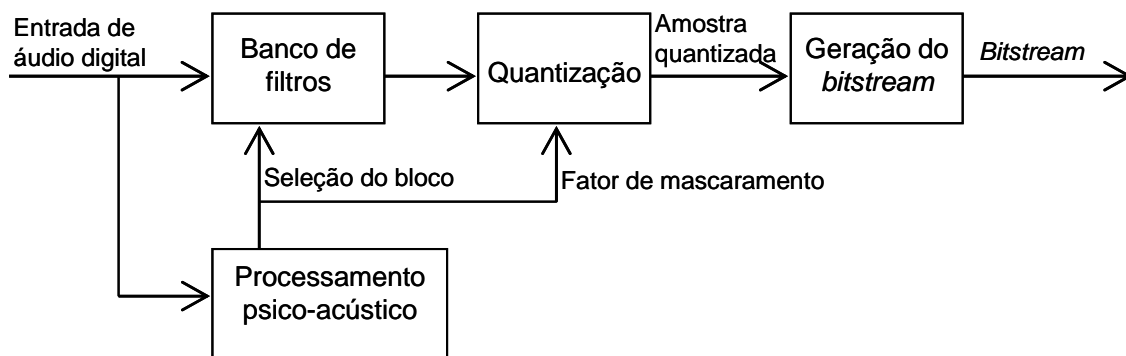 Entrada de
áudio digital
Banco de
filtros
Quantização
Amostra
quantizada
Geração do
bitstream
Bitstream
Seleção do bloco
Fator de mascaramento
Processamento
psico-acústico